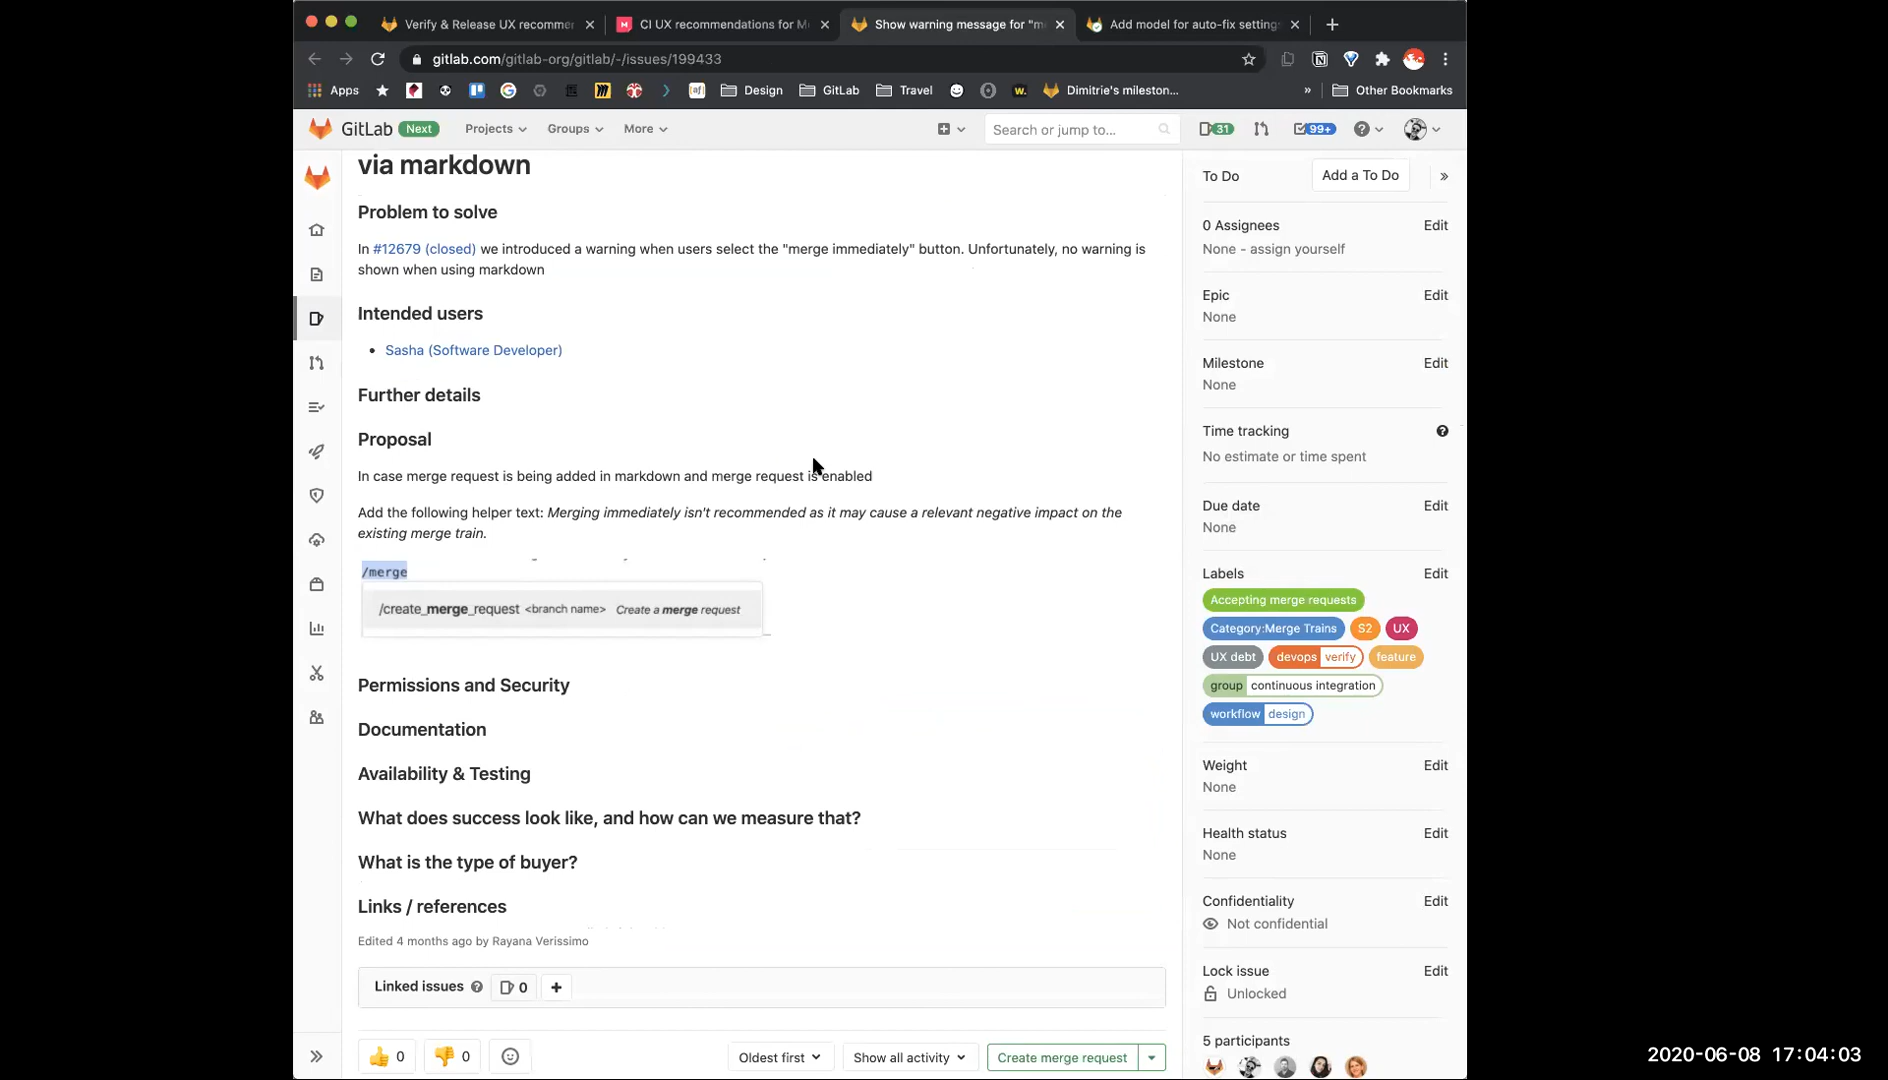 Verify & Release UX recommer
CI UX recommendations for M
Show warning message for "m
Add model for auto-fix setting
gitlab.com/gitlab-org/gitlab/-/issues/199433
Apps
Design
GitLab
Travel
w.
Dimitrie's mileston...
»
Other Bookmarks
GitLab
Next
Projects
Groups
More
Search or jump to...
31
99+
via markdown
Problem to solve
In #12679 (closed) we introduced a warning when users select the "merge immediately" button. Unfortunately, no warning is
shown when using markdown
Intended users
• Sasha (Software Developer)
Further details
Proposal
In case merge request is being added in markdown and merge request is enabled
Add the following helper text: Merging immediately isn't recommended as it may cause a relevant negative impact on the
existing merge train.
/merge
/create_merge_request <branch name> Create a merge request
Permissions and Security
Documentation
Availability & Testing
What does success look like, and how can we measure that?
What is the type of buyer?
Links / references
Edited 4 months ago by Rayana Verissimo
Linked issues
0
+
0
0
Oldest first
Show all activity
Create merge request
To Do
Add a To Do
»
0 Assignees
Edit
None - assign yourself
Epic
Edit
None
Milestone
Edit
None
Time tracking
No estimate or time spent
Due date
Edit
None
Labels
Edit
Accepting merge requests
Category:Merge Trains
S2
UX
UX debt
devops verify
feature
group continuous integration
workflow design
Weight
Edit
None
Health status
Edit
None
Confidentiality
Edit
Not confidential
Lock issue
Edit
Unlocked
5 participants
2020-06-08 17:04:03